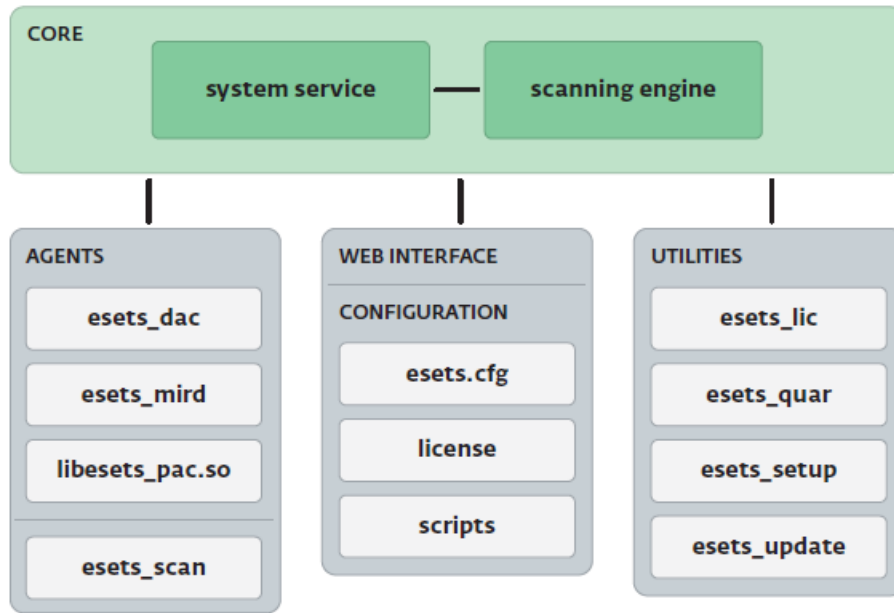 CORE
system service
scanning engine
AGENTS
esets_dac
esets_mird
libesets_pac.so
esets_scan
WEB INTERFACE
CONFIGURATION
esets.cfg
license
scripts
UTILITIES
esets_lic
esets_quar
esets_setup
esets_update